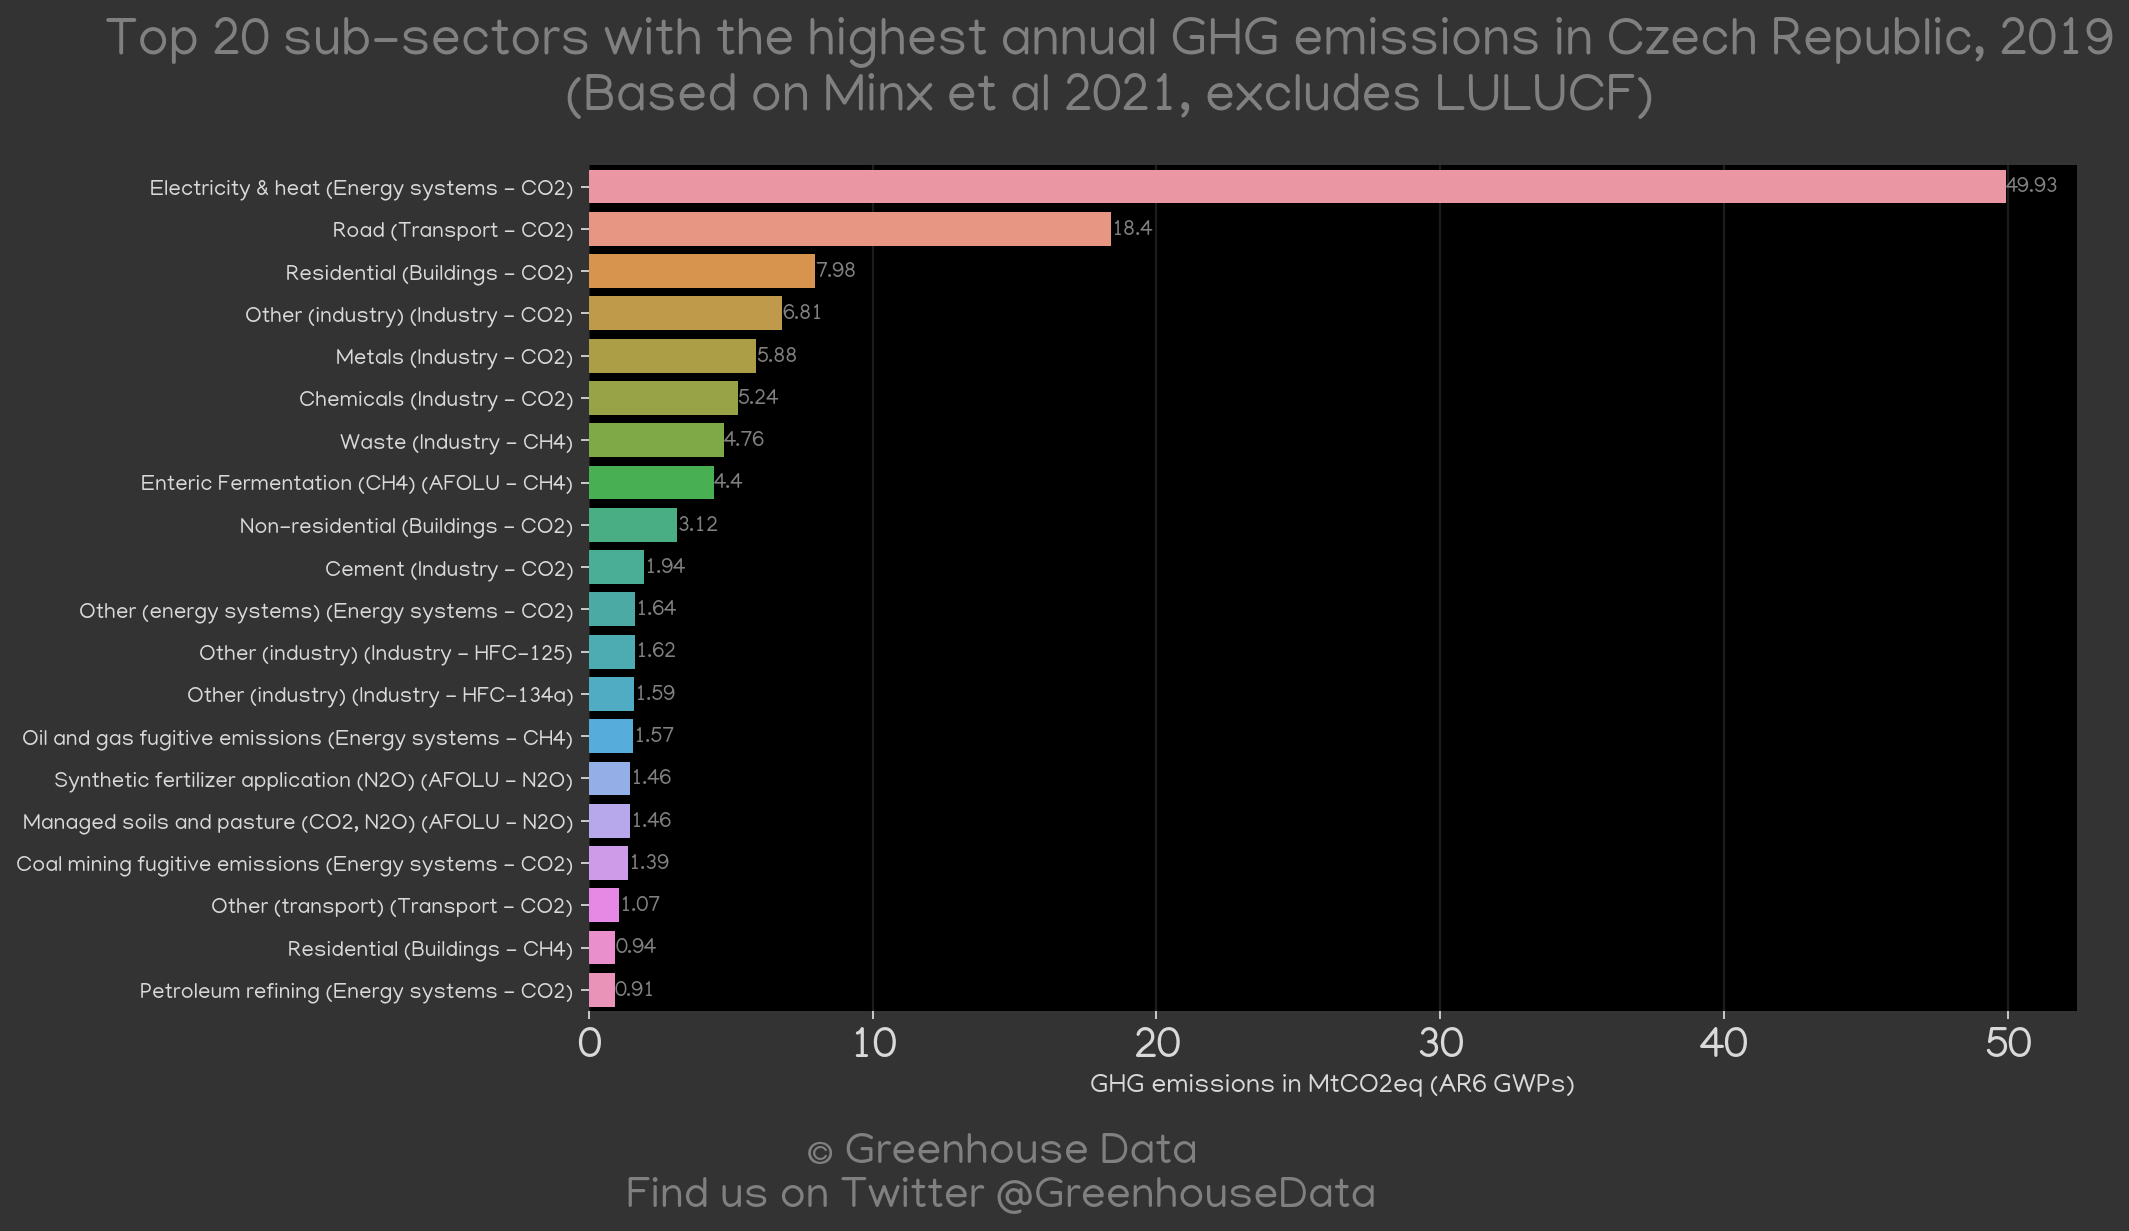 Top 20 sub-sectors with the highest annual GHG emissions in Czech Republic, 2019
(Based on Minx et al 2021, excludes LULUCF)
Electricity & heat (Energy systems - CO2) 49.93
Road (Transport - CO2) 18.4
Residential (Buildings - CO2) 7.98
Other (industry) (Industry - CO2) 6.81
Metals (Industry - CO2) 5.88
Chemicals (Industry - CO2) 5.24
Waste (Industry - CH4) 4.76
Enteric Fermentation (CH4) (AFOLU - CH4) 4.4
Non-residential (Buildings - CO2) 3.12
Cement (Industry - CO2) 1.94
Other (energy systems) (Energy systems - CO2) 1.64
Other (industry) (Industry - HFC-125) 1.62
Other (industry) (Industry - HFC-134a) 1.59
Oil and gas fugitive emissions (Energy systems - CH4) 1.57
Synthetic fertilizer application (N2O) (AFOLU - N2O) 1.46
Managed soils and pasture (CO2, N2O) (AFOLU - N2O) 1.46
Coal mining fugitive emissions (Energy systems - CO2) 1.39
Other (transport) (Transport - CO2) 1.07
Residential (Buildings - CH4) 0.94
Petroleum refining (Energy systems - CO2) 0.91
0 10 20 30 40 50
GHG emissions in MtCO2eq (AR6 GWPs)
© Greenhouse Data
Find us on Twitter @GreenhouseData